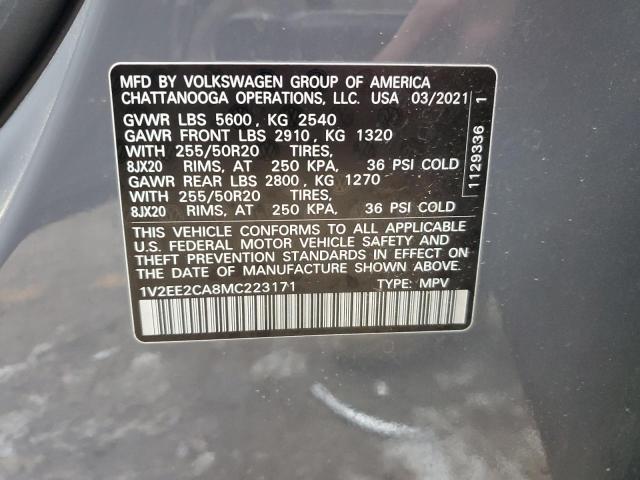 MFD BY VOLKSWAGEN GROUP OF AMERICA
CHATTANOOGA OPERATIONS, LLC. USA 03/2021
GVWR LBS 5600, KG 2540
GAWR FRONT LBS 2910, KG 1320
WITH 255/50R20 TIRES,
8JX20 RIMS, AT 250 KPA, 36 PSI COLD
GAWR REAR LBS 2800, KG 1270
WITH 255/50R20 TIRES,
8JX20 RIMS, AT 250 KPA, 36 PSI COLD
THIS VEHICLE CONFORMS TO ALL APPLICABLE
U.S. FEDERAL MOTOR VEHICLE SAFETY AND
THEFT PREVENTION STANDARDS IN EFFECT ON
DATE OF MANUFACTURE SHOWN ABOVE.
1V2EE2CA8MC223171 TYPE: MPV
1129336 1